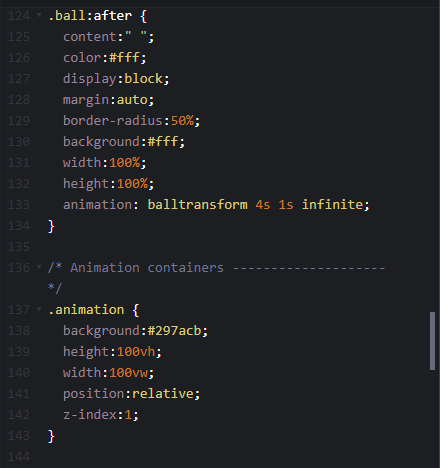 124 .ball:after {
125 content:" ";
126 color:#fff;
127 display:block;
128 margin:auto;
129 border-radius:50%;
130 background:#fff;
131 width:100%;
132 height:100%;
133 animation: balltransform 4s 1s infinite;
134 }
135
136 /* Animation containers --------------------
*/
137 .animation {
138 background:#297acb;
139 height:100vh;
140 width:100vw;
141 position:relative;
142 z-index:1;
143 }
144